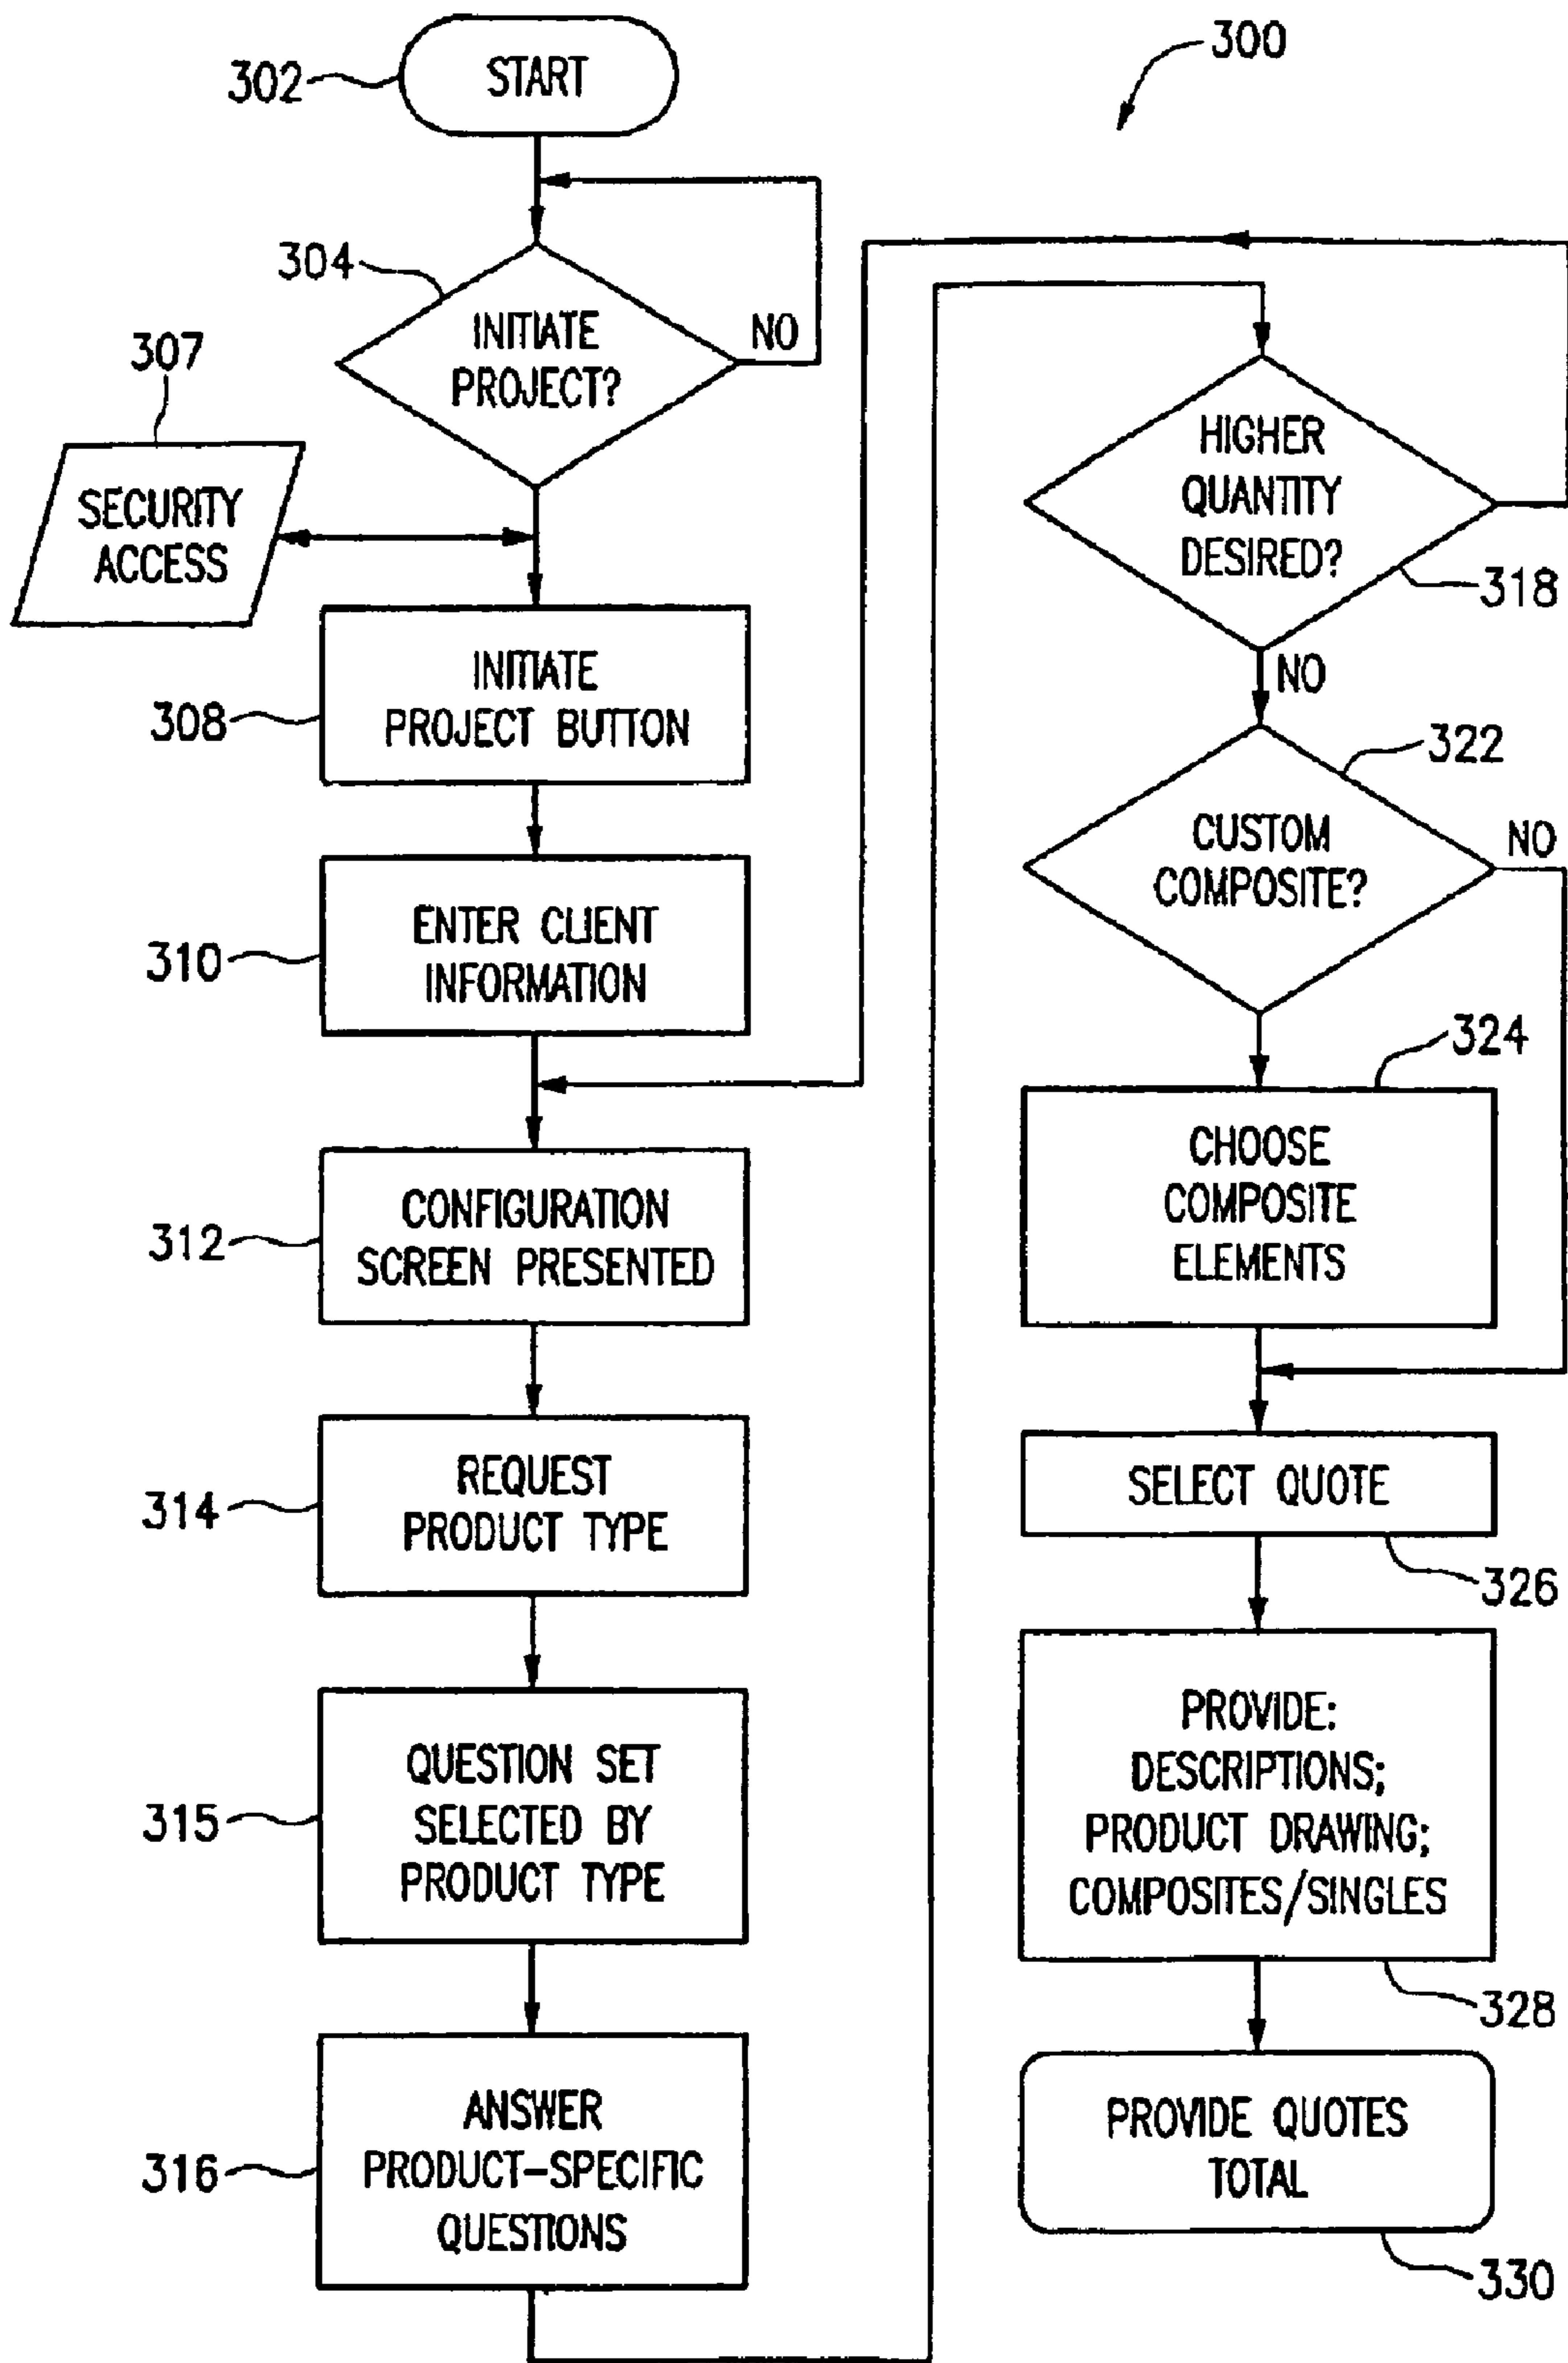 300
302
START
304
INITIATE
PROJECT?
NO
307
SECURITY
ACCESS
308
INITIATE
PROJECT BUTTON
310
ENTER CLIENT
INFORMATION
312
CONFIGURATION
SCREEN PRESENTED
314
REQUEST
PRODUCT TYPE
315
QUESTION SET
SELECTED BY
PRODUCT TYPE
316
ANSWER
PRODUCT-SPECIFIC
QUESTIONS
HIGHER
QUANTITY
DESIRED?
318
NO
322
CUSTOM
COMPOSITE?
NO
324
CHOOSE
COMPOSITE
ELEMENTS
SELECT QUOTE
326
PROVIDE:
DESCRIPTIONS;
PRODUCT DRAWING;
COMPOSITES/SINGLES
328
PROVIDE QUOTES
TOTAL
330